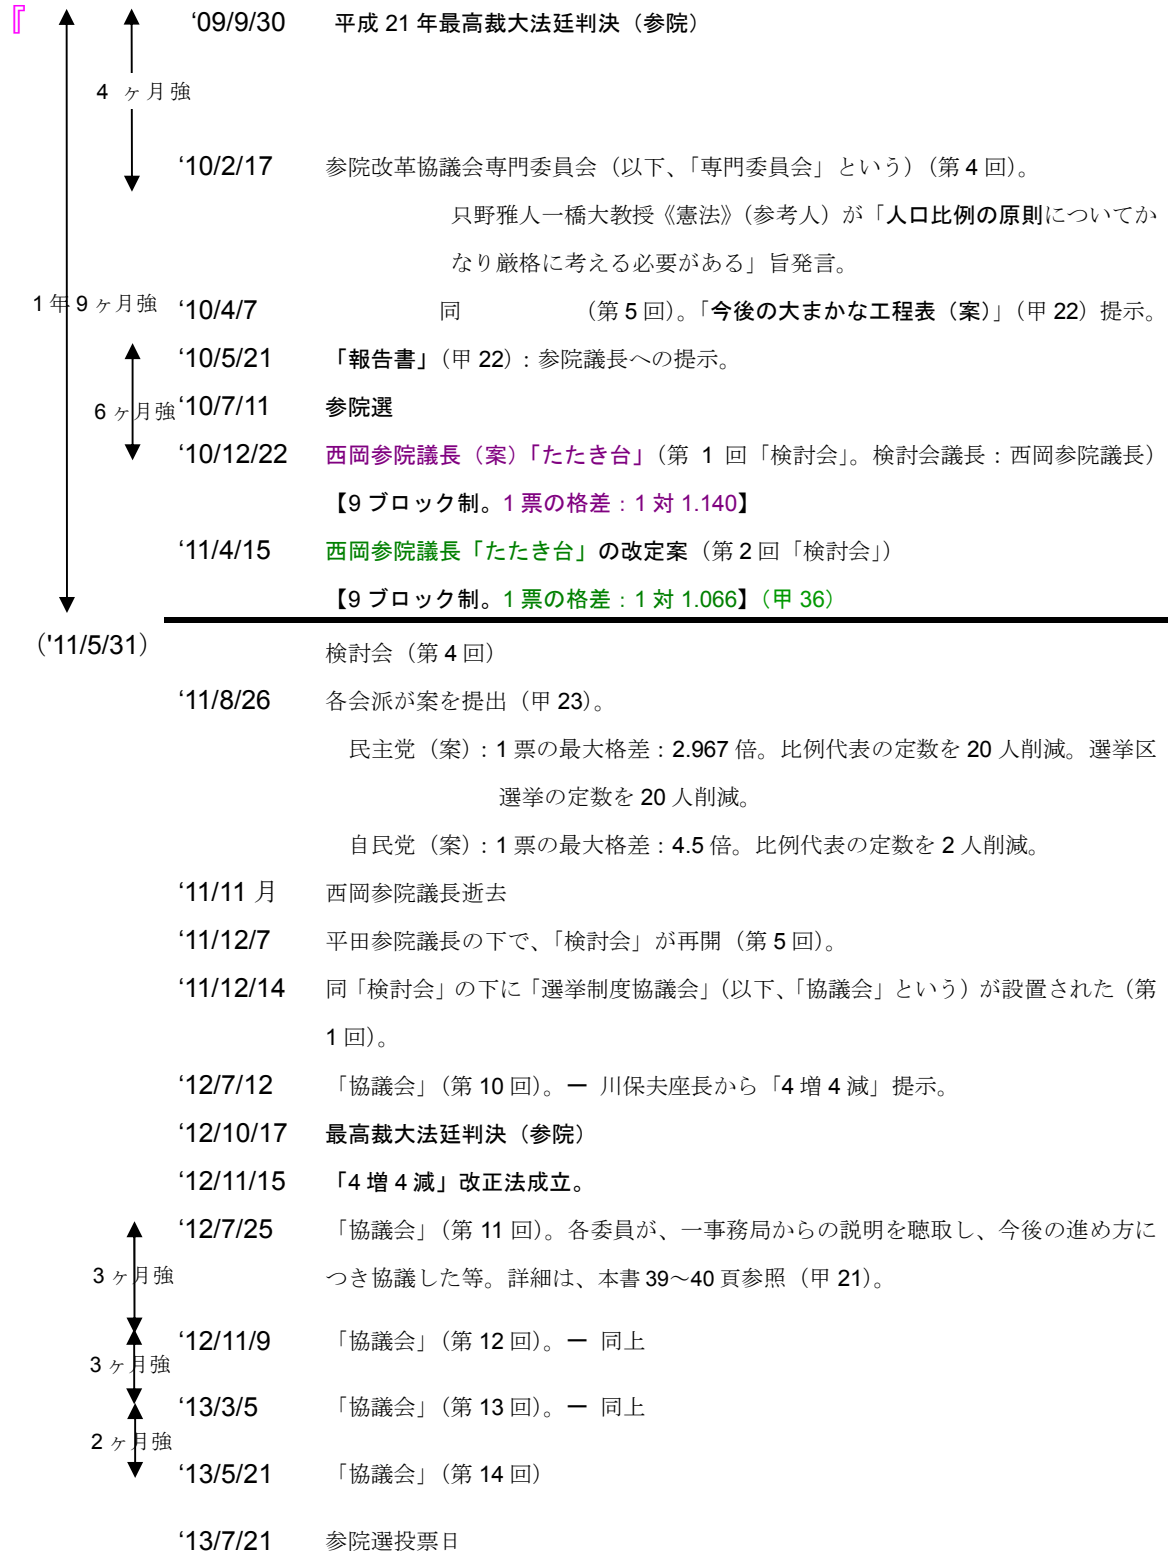 『 ‘09/9/30 平成 21 年最高裁大法廷判決（参院）
4 ヶ月強
‘10/2/17 参院改革協議会専門委員会（以下、「専門委員会」という）（第 4 回）。
只野雅人一橋大教授《憲法》（参考人）が「人口比例の原則についてか
なり厳格に考える必要がある」旨発言。
1 年 9 ヶ月強 ‘10/4/7 同 （第 5 回）。「今後の大まかな工程表（案）」（甲 22）提示。
‘10/5/21 「報告書」（甲 22）：参院議長への提示。
6 ヶ月強 ‘10/7/11 参院選
‘10/12/22 西岡参院議長（案）「たたき台」（第 1 回「検討会」。検討会議長：西岡参院議長）
【9 ブロック制。1 票の格差：1 対 1.140】
‘11/4/15 西岡参院議長「たたき台」の改定案（第 2 回「検討会」）
【9 ブロック制。1 票の格差：1 対 1.066】（甲 36）
（'11/5/31） 検討会（第 4 回）
‘11/8/26 各会派が案を提出（甲 23）。
民主党（案）：1 票の最大格差：2.967 倍。比例代表の定数を 20 人削減。選挙区
選挙の定数を 20 人削減。
自民党（案）：1 票の最大格差：4.5 倍。比例代表の定数を 2 人削減。
‘11/11 月 西岡参院議長逝去
‘11/12/7 平田参院議長の下で、「検討会」が再開（第 5 回）。
‘11/12/14 同「検討会」の下に「選挙制度協議会」（以下、「協議会」という）が設置された（第
1 回）。
‘12/7/12 「協議会」（第 10 回）。ー 川保夫座長から「4 増 4 減」提示。
‘12/10/17 最高裁大法廷判決（参院）
‘12/11/15 「4 増 4 減」改正法成立。
‘12/7/25 「協議会」（第 11 回）。各委員が、一事務局からの説明を聴取し、今後の進め方に
3 ヶ月強 つき協議した等。詳細は、本書 39～40 頁参照（甲 21）。
‘12/11/9 「協議会」（第 12 回）。ー 同上
3 ヶ月強
‘13/3/5 「協議会」（第 13 回）。ー 同上
2 ヶ月強
‘13/5/21 「協議会」（第 14 回）
‘13/7/21 参院選投票日